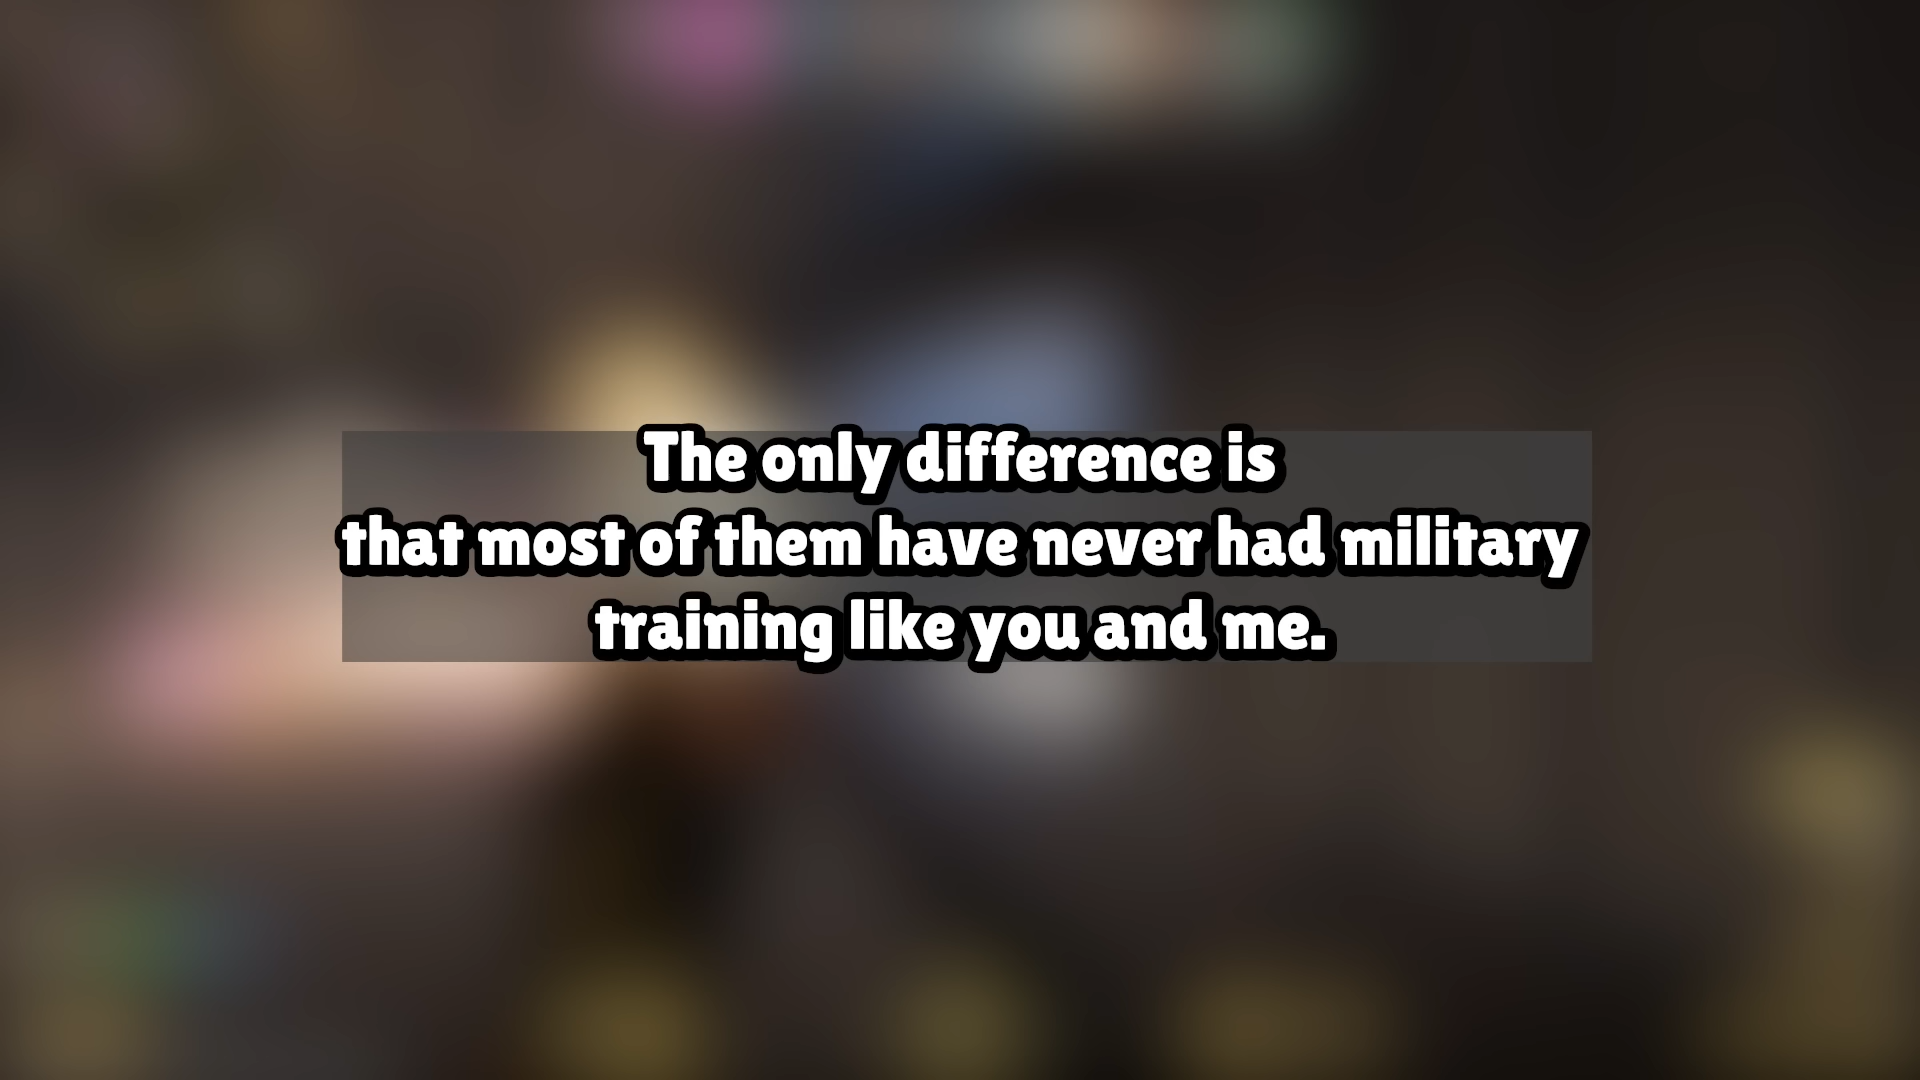 The only difference is
that most of them have never had military
training like you and me.